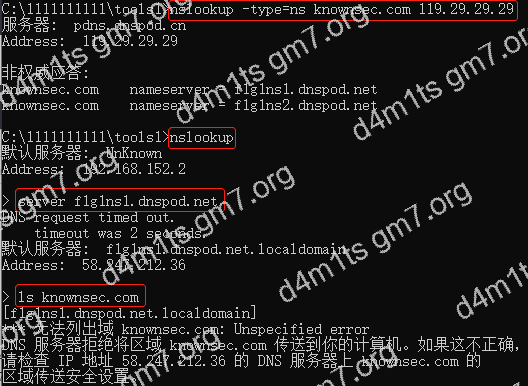 C:\1111111111\tools1>nslookup -type=ns knownsec.com 119.29.29.29
服务器:  pdns.dnspod.cn
Address:  119.29.29.29
非权威应答:
knownsec.com    nameserver = f1g1ns1.dnspod.net
knownsec.com    nameserver = f1g1ns2.dnspod.net
C:\1111111111\tools1>nslookup
默认服务器:  UnKnown
Address:  192.168.152.2
> server f1g1ns1.dnspod.net
DNS request timed out.
    timeout was 2 seconds.
默认服务器:  f1g1ns1.dnspod.net.localdomain
Address:  58.247.212.36
> ls knownsec.com
[f1g1ns1.dnspod.net.localdomain]
*** 无法列出域 knownsec.com: Unspecified error
DNS 服务器拒绝将区域 knownsec.com 传送到你的计算机。如果这不正确,
请检查 IP 地址 58.247.212.36 的 DNS 服务器上 knownsec.com 的
区域传送安全设置。
d4m1ts gm7.org
d4m1ts gm7.org
d4m1ts gm7.org
d4m1ts gm7.org